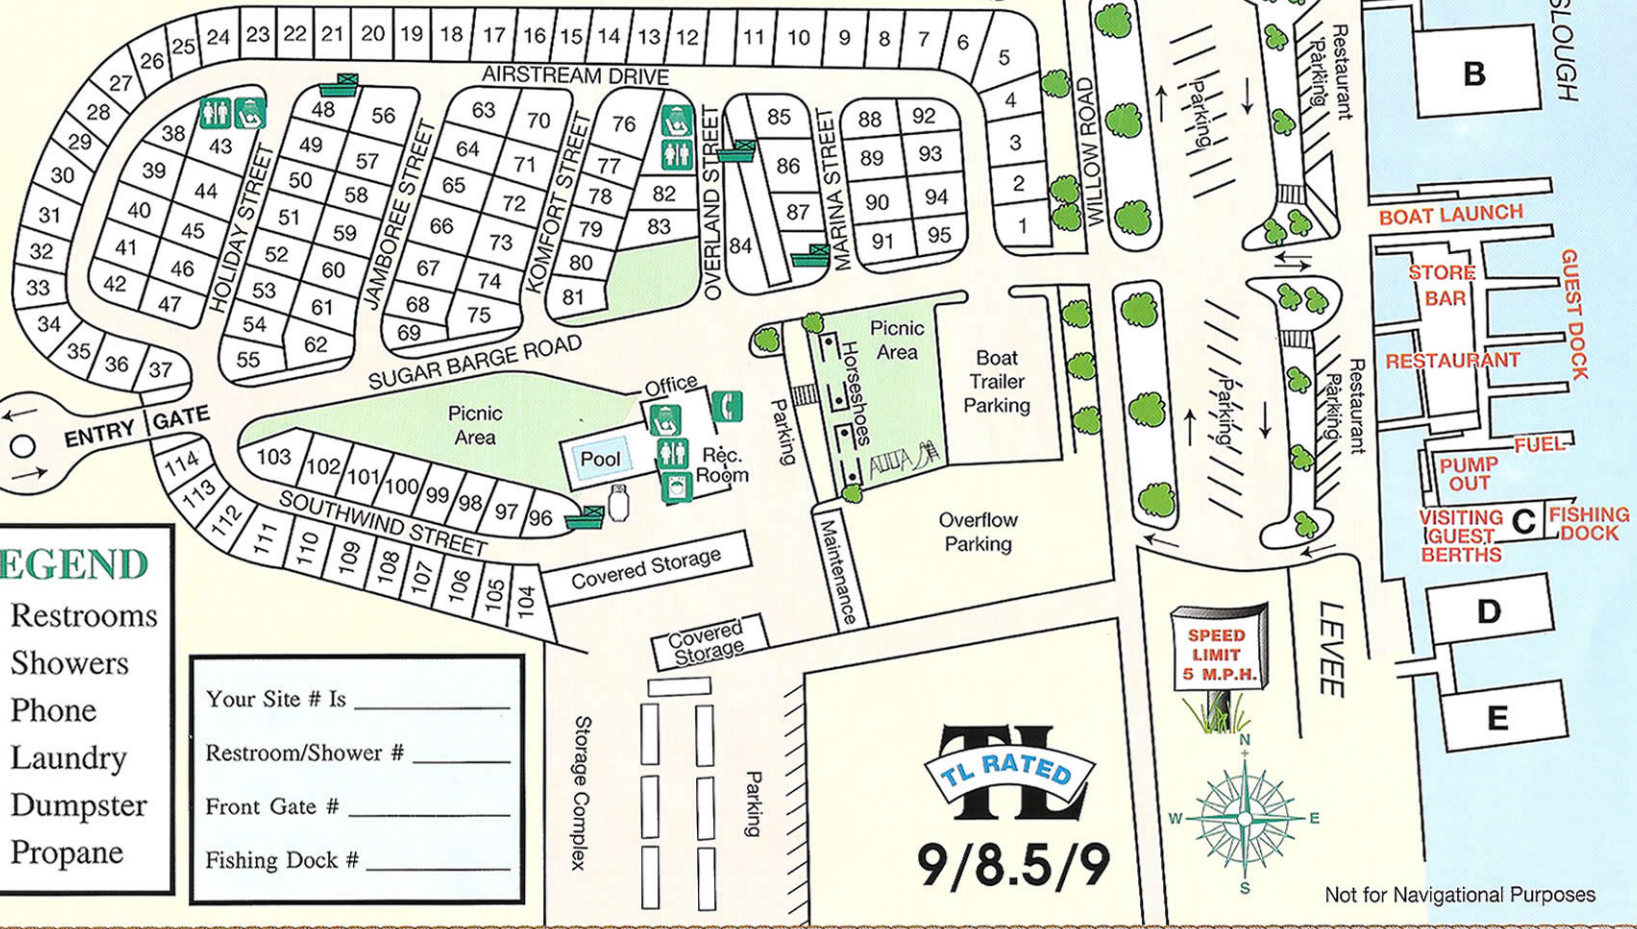 26 25 24 23 22 21 20 19 18 17 16 15 14 13 12 11 10 9 8 7 6 5
AIRSTREAM DRIVE
27
28
29
30
31
32
33
34
35 36 37
4
3
2
1
38 43
39 44
40 45
41 46
42 47
HOLIDAY STREET
48 56
49 57
50 58
51 59
52 60
53 61
54 62
55
JAMBOREE STREET
63 70
64 71
65 72
66 73
67 74
68 75
69
KOMFORT STREET
76
77
78 82
79 83
80
81
OVERLAND STREET
84
85
86
87
MARINA STREET
88 92
89 93
90 94
91 95
WILLOW ROAD
Parking
Restaurant
Parking
SLOUGH
B
BOAT LAUNCH
STORE
BAR
GUEST DOCK
RESTAURANT
FUEL
PUMP
OUT
VISITING
GUEST
BERTHS
C
FISHING
DOCK
D
E
Restaurant
Parking
Parking
SUGAR BARGE ROAD
ENTRY GATE
Picnic
Area
Office
Pool
Rec.
Room
Parking
Horseshoes
Picnic
Area
Boat
Trailer
Parking
Overflow
Parking
Maintenance
103 102 101 100 99 98 97 96
SOUTHWIND STREET
114
113
112
111 110 109 108 107 106 105 104
Covered Storage
Covered
Storage
Storage Complex
Parking
EGEND
Restrooms
Showers
Phone
Laundry
Dumpster
Propane
Your Site # Is
Restroom/Shower #
Front Gate #
Fishing Dock #
TL
TL RATED
9/8.5/9
SPEED
LIMIT
5 M.P.H.
LEVEE
N
W E
S
Not for Navigational Purposes